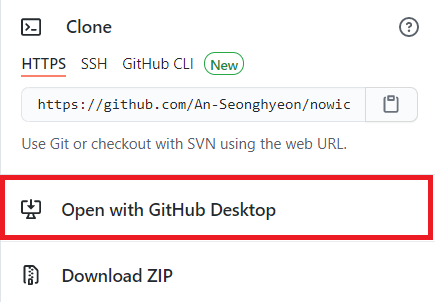 Clone
HTTPS SSH GitHub CLI New
https://github.com/An-Seonghyeon/nowic
Use Git or checkout with SVN using the web URL.
Open with GitHub Desktop
Download ZIP